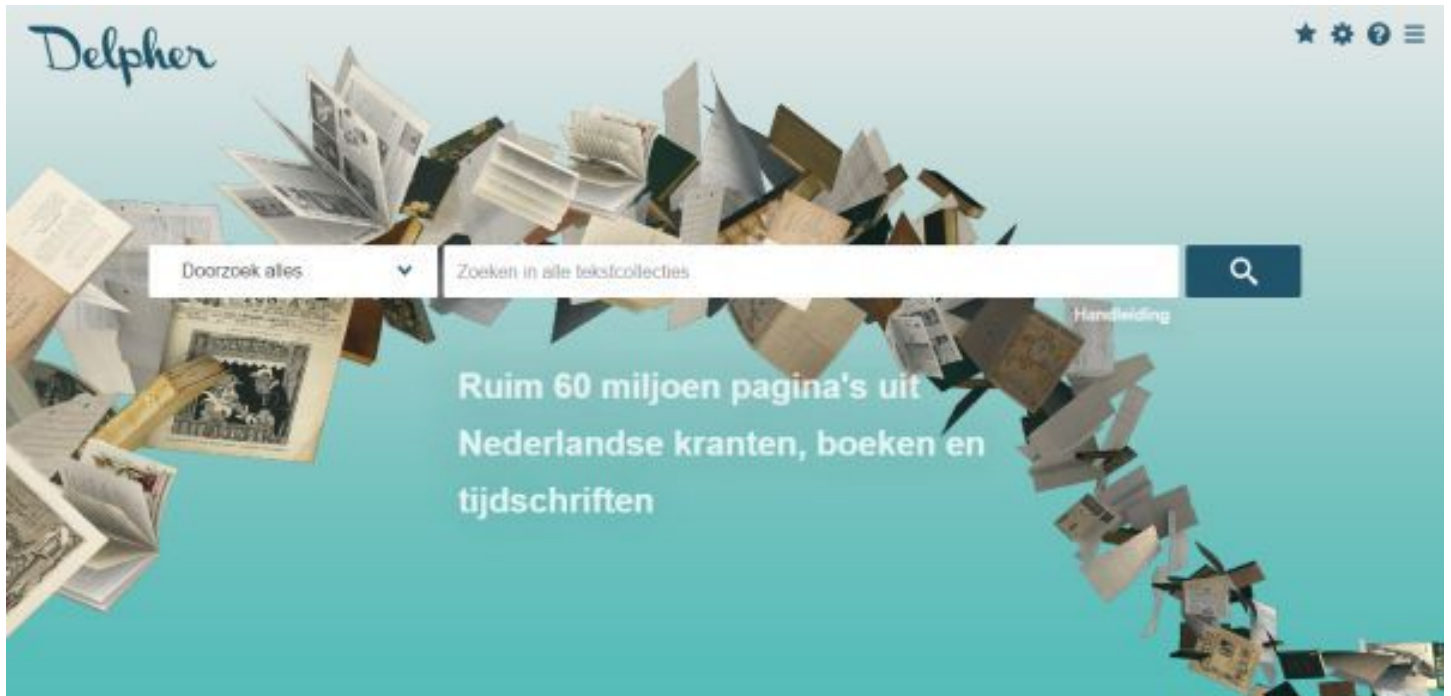 Delpher
Doorzoek alles
Zoeken in alle tekstcollecties
Handleiding
Ruim 60 miljoen pagina's uit
Nederlandse kranten, boeken en
tijdschriften